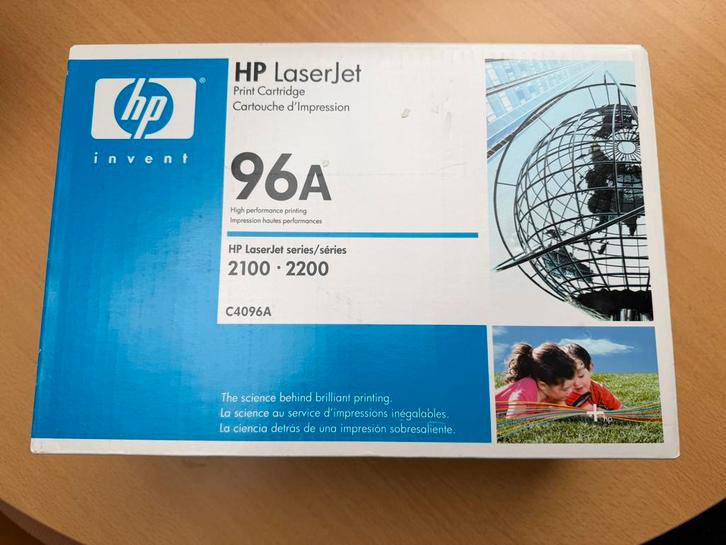 hp
®
invent
HP LaserJet
Print Cartridge
Cartouche d'Impression
96A
High performance printing
Impression hautes performances
HP LaserJet series/séries
2100 · 2200
C4096A
The science behind brilliant printing.
La science au service d'impressions inégalables.
La ciencia detrás de una impresión sobresaliente.
+ hp